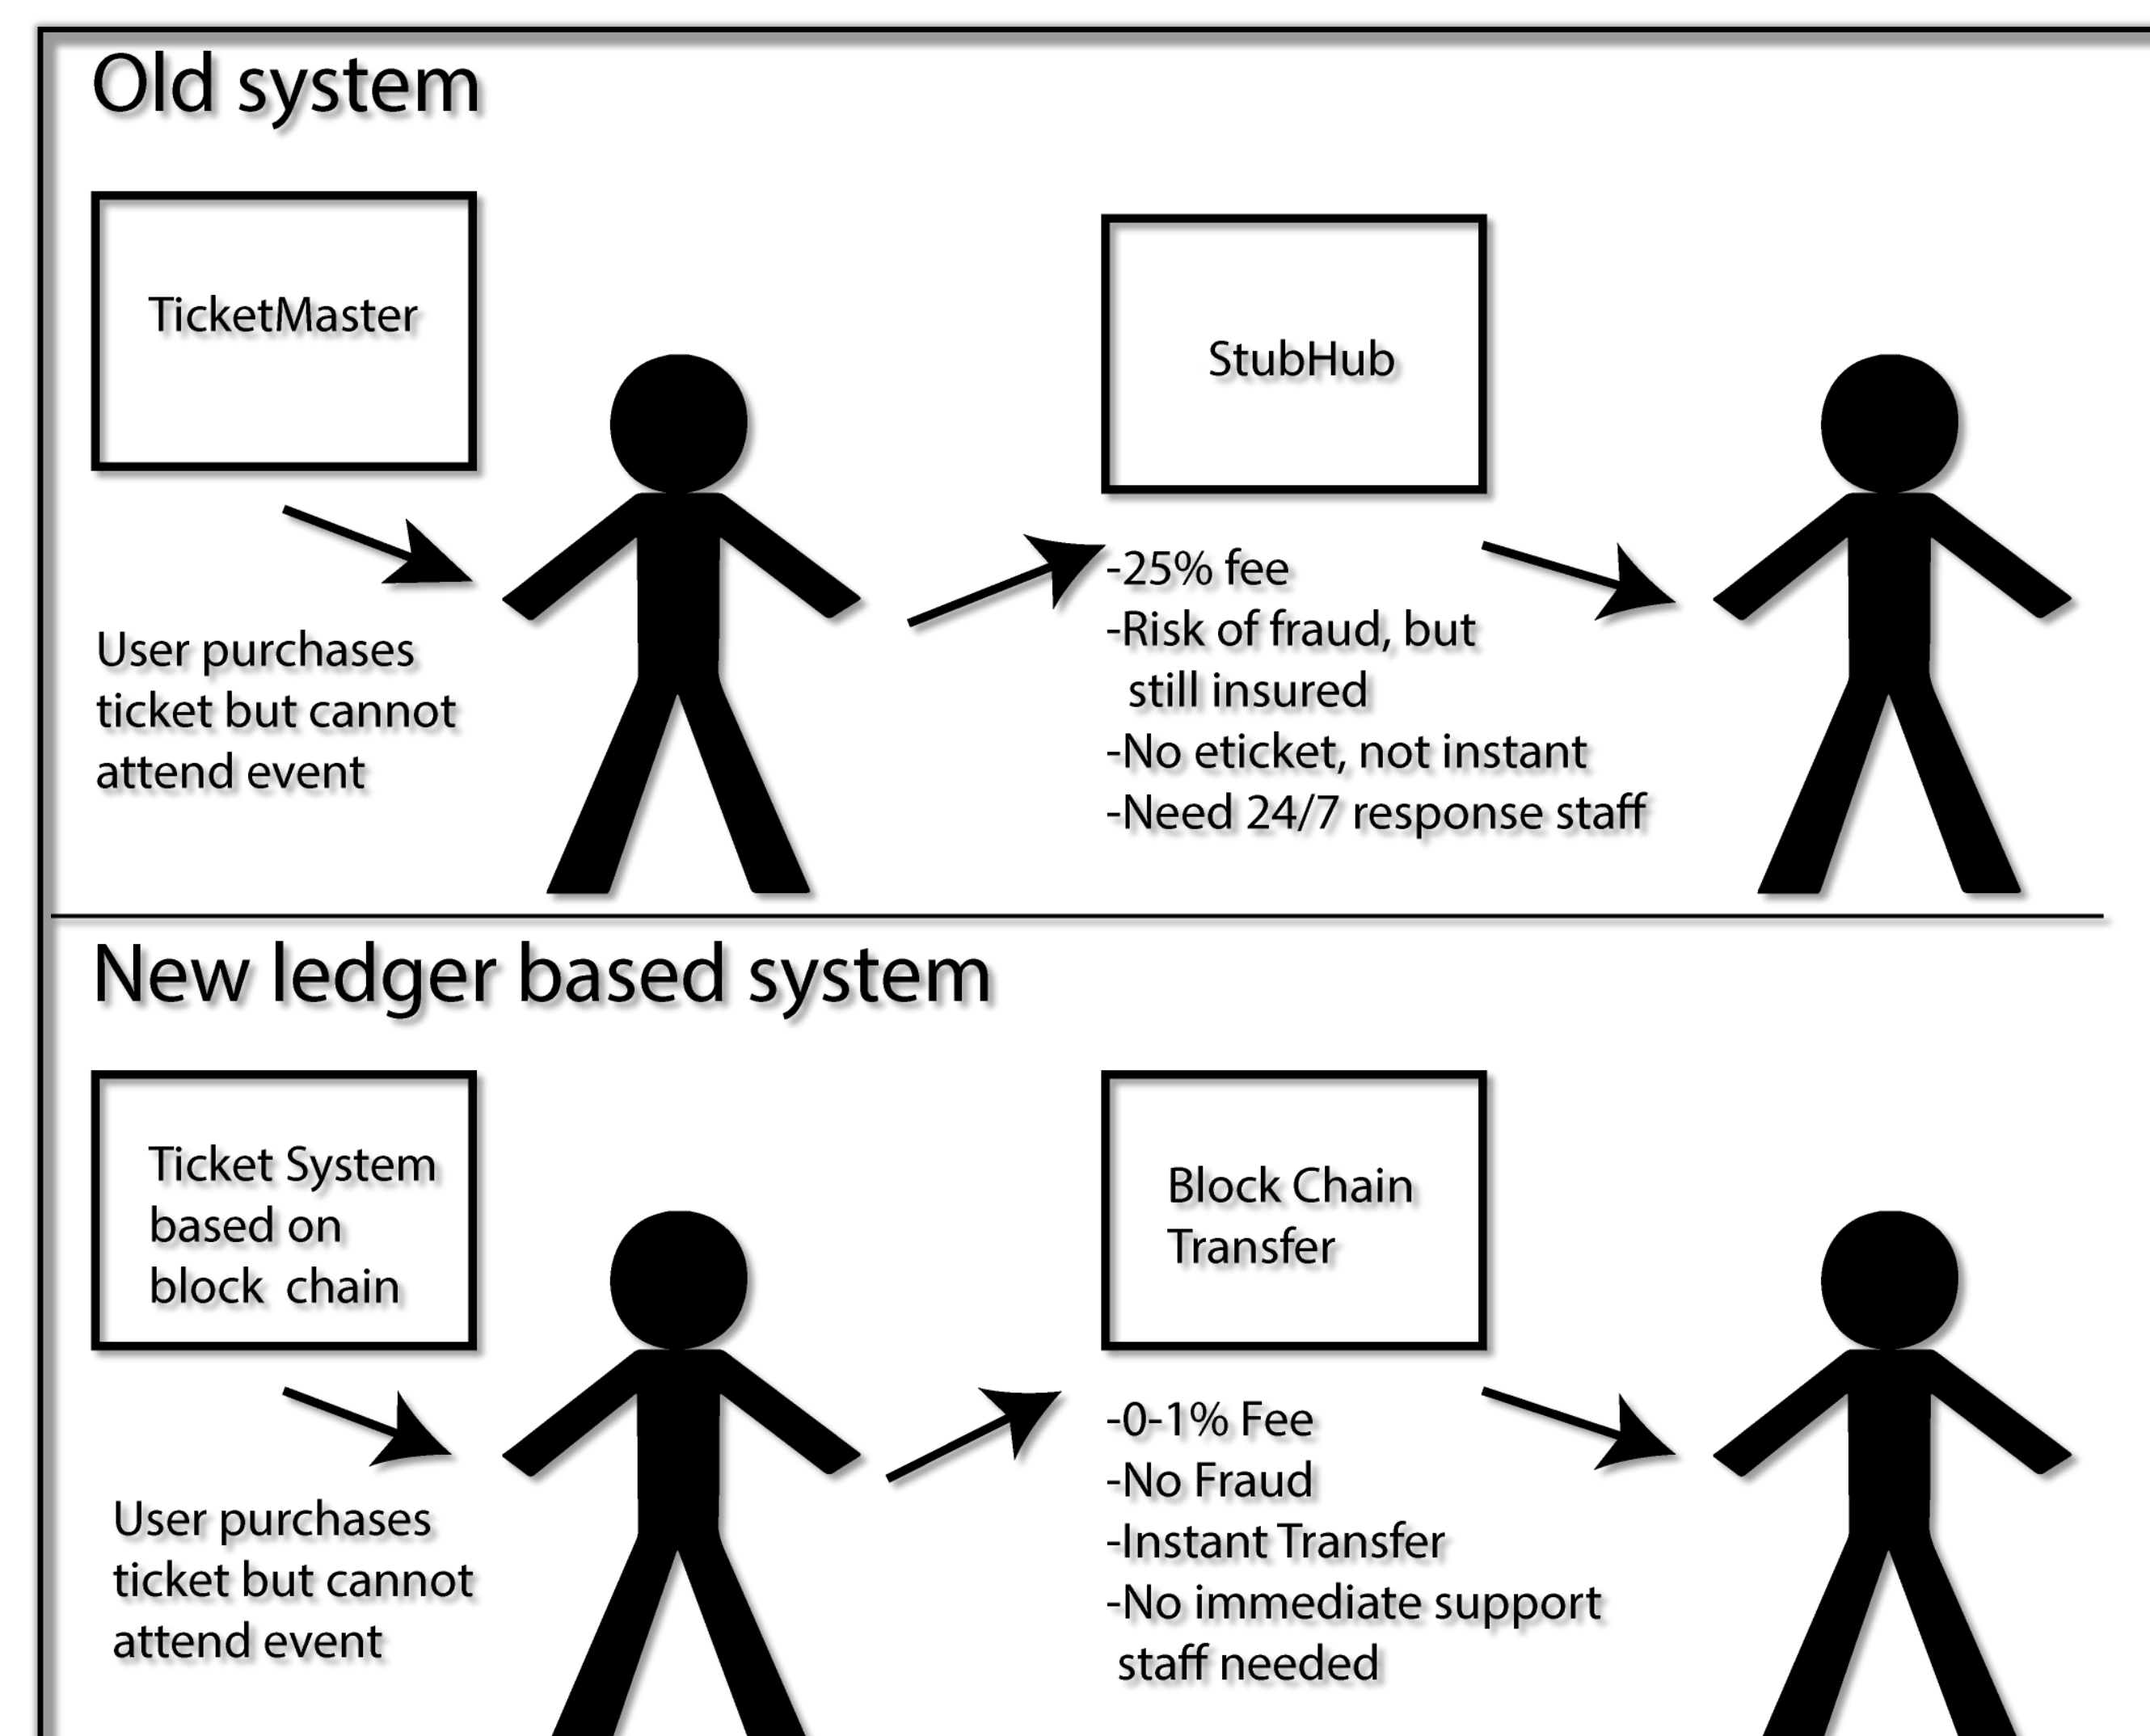 Old system
TicketMaster
StubHub
User purchases
ticket but cannot
attend event
-25% fee
-Risk of fraud, but
still insured
-No eticket, not instant
-Need 24/7 response staff
New ledger based system
Ticket System
based on
block  chain
Block Chain
Transfer
User purchases
ticket but cannot
attend event
-0-1% Fee
-No Fraud
-Instant Transfer
-No immediate support
staff needed